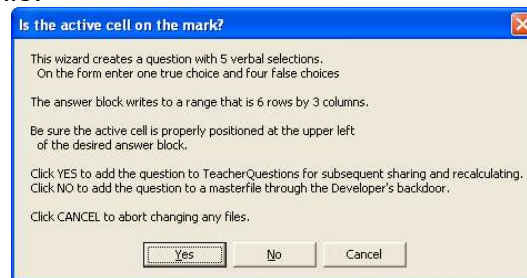 Is the active cell on the mark?
This wizard creates a question with 5 verbal selections.
On the form enter one true choice and four false choices
The answer block writes to a range that is 6 rows by 3 columns.
Be sure the active cell is properly positioned at the upper left
of the desired answer block.
Click YES to add the question to TeacherQuestions for subsequent sharing and recalculating.
Click NO to add the question to a masterfile through the Developer's backdoor.
Click CANCEL to abort changing any files.
Yes No Cancel